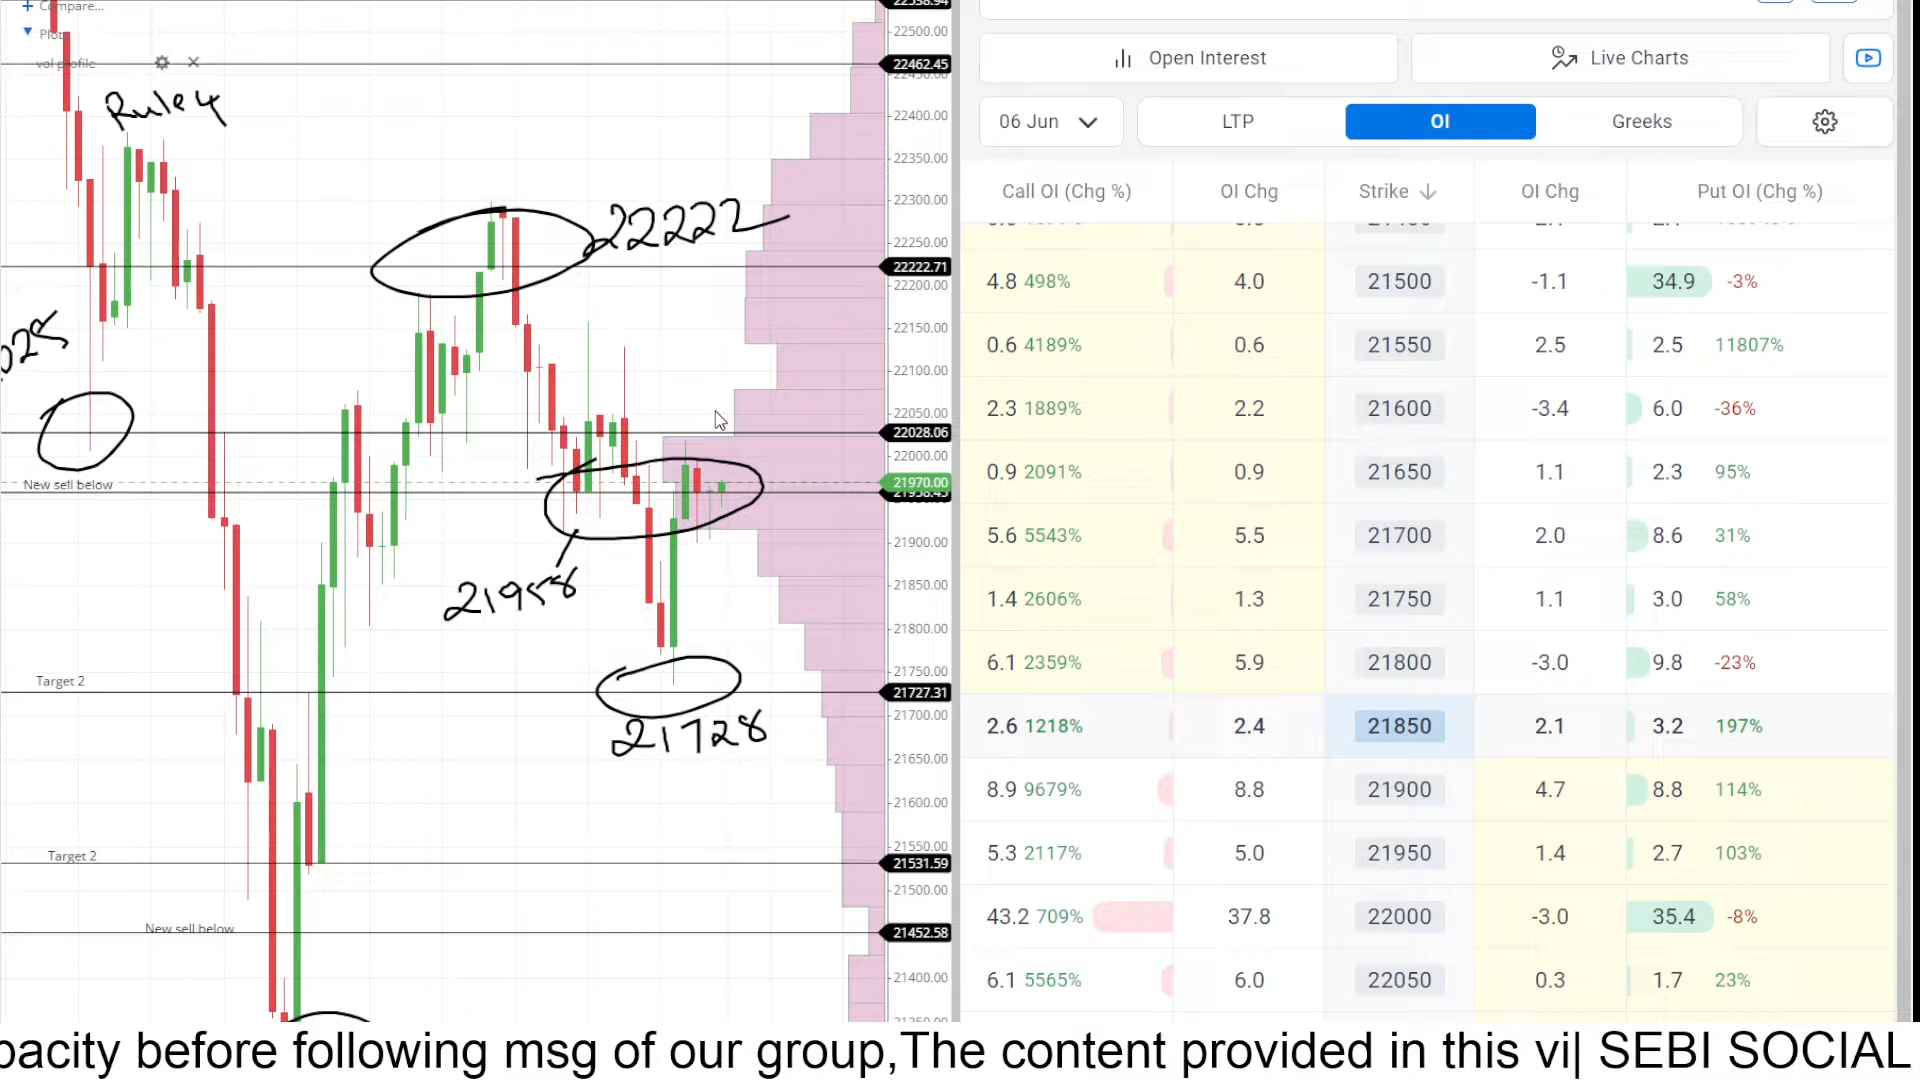 Compare...
22538.94
22500.00
Plot
vol profile
22462.45
22450.00
Rule 4
22400.00
22350.00
22300.00
22222
22250.00
22222.71
22200.00
22150.00
22100.00
22050.00
22028.06
22000.00
New sell below
21970.00
21958.45
21900.00
21958
21850.00
21800.00
21750.00
Target 2
21727.31
21700.00
21728
21650.00
21600.00
21550.00
Target 2
21531.59
21500.00
New sell below
21452.58
21400.00
21350.00
Open Interest Live Charts
06 Jun LTP OI Greeks
Call OI (Chg %) OI Chg Strike OI Chg Put OI (Chg %)
4.8 498% 4.0 21500 -1.1 34.9 -3%
0.6 4189% 0.6 21550 2.5 2.5 11807%
2.3 1889% 2.2 21600 -3.4 6.0 -36%
0.9 2091% 0.9 21650 1.1 2.3 95%
5.6 5543% 5.5 21700 2.0 8.6 31%
1.4 2606% 1.3 21750 1.1 3.0 58%
6.1 2359% 5.9 21800 -3.0 9.8 -23%
2.6 1218% 2.4 21850 2.1 3.2 197%
8.9 9679% 8.8 21900 4.7 8.8 114%
5.3 2117% 5.0 21950 1.4 2.7 103%
43.2 709% 37.8 22000 -3.0 35.4 -8%
6.1 5565% 6.0 22050 0.3 1.7 23%
pacity before following msg of our group,The content provided in this vi| SEBI SOCIAL